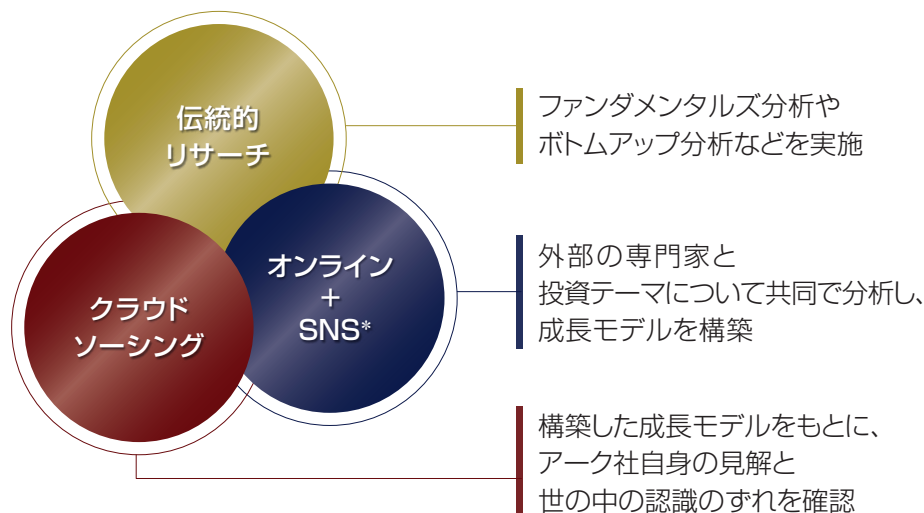 伝統的
リサーチ
ファンダメンタルズ分析や
ボトムアップ分析などを実施
オンライン
+
SNS*
外部の専門家と
投資テーマについて共同で分析し、
成長モデルを構築
クラウド
ソーシング
構築した成長モデルをもとに、
アーク社自身の見解と
世の中の認識のずれを確認